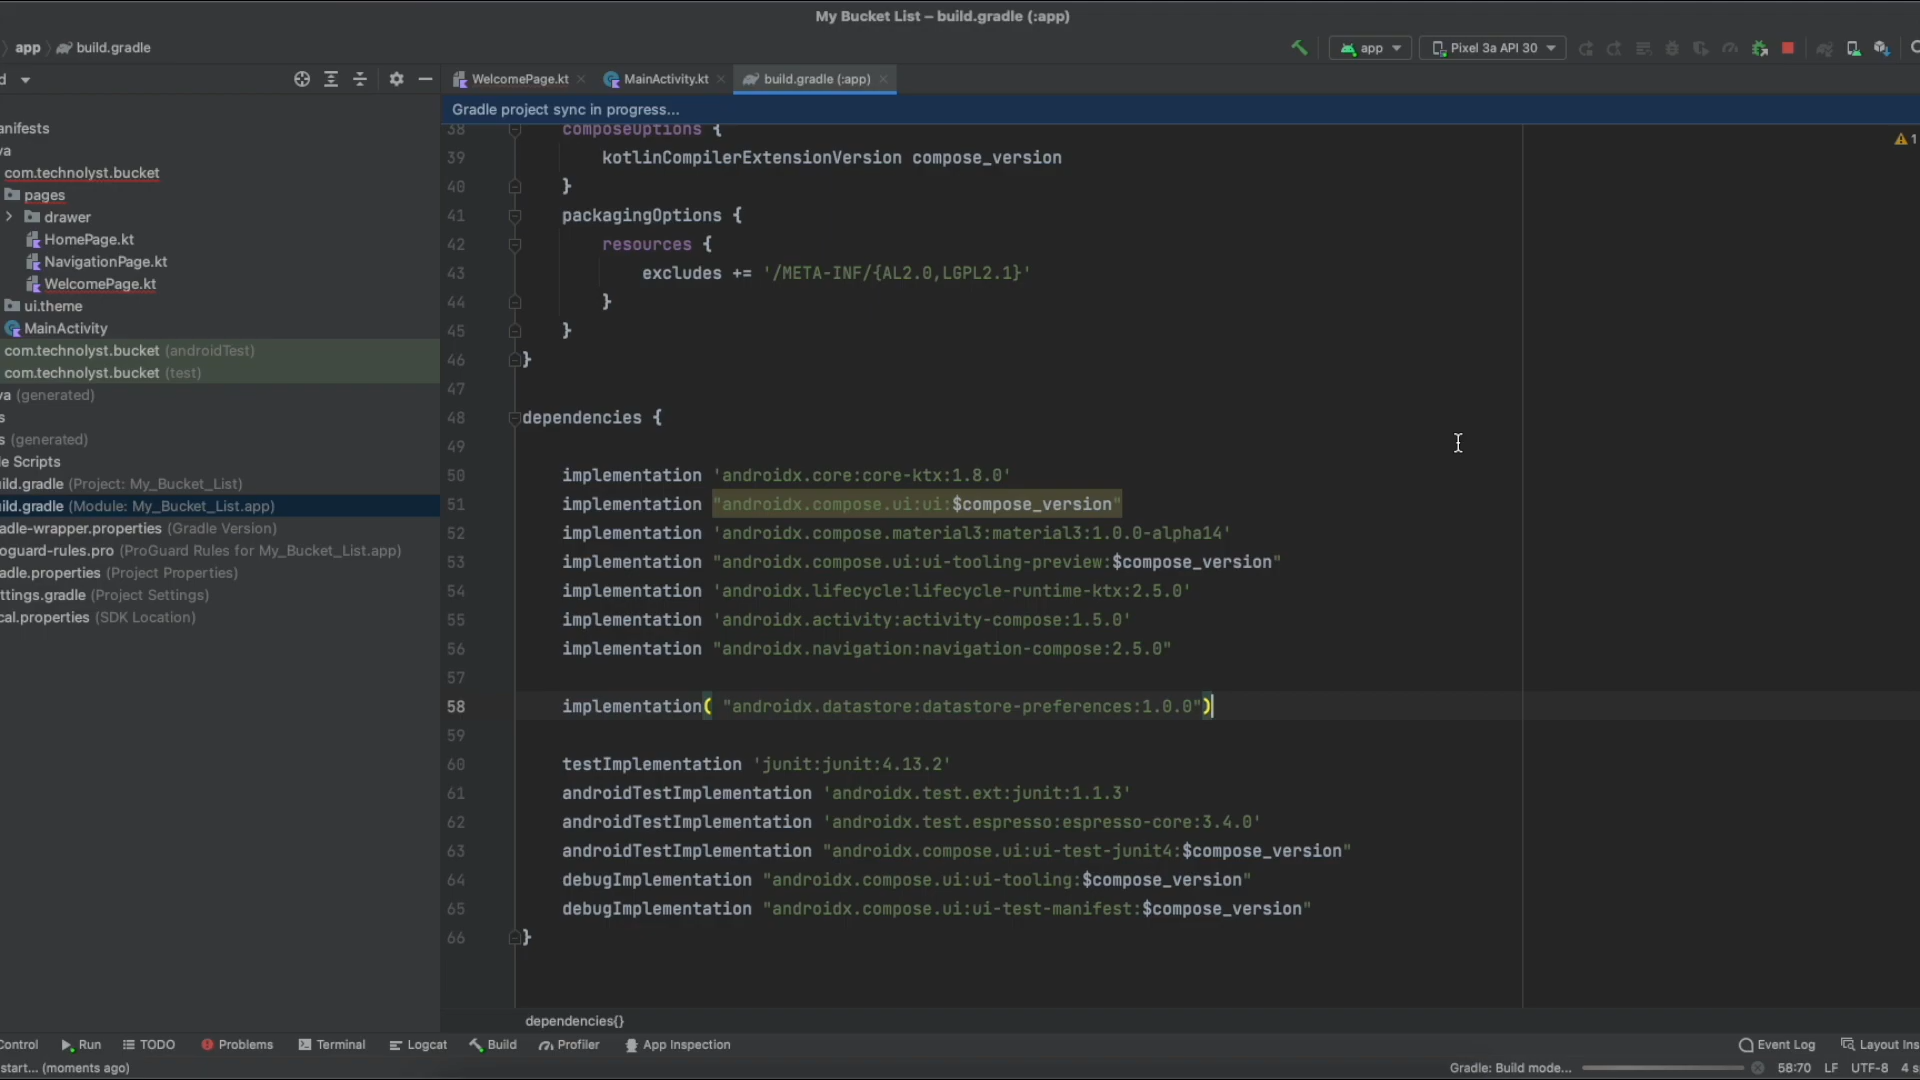 My Bucket List – build.gradle (:app)
app build.gradle
app Pixel 3a API 30
d
WelcomePage.kt MainActivity.kt build.gradle (:app)
Gradle project sync in progress...
anifests
va
com.technolyst.bucket
pages
drawer
HomePage.kt
NavigationPage.kt
WelcomePage.kt
ui.theme
MainActivity
com.technolyst.bucket (androidTest)
com.technolyst.bucket (test)
va (generated)
s
s (generated)
le Scripts
ild.gradle (Project: My_Bucket_List)
ild.gradle (Module: My_Bucket_List.app)
adle-wrapper.properties (Gradle Version)
oguard-rules.pro (ProGuard Rules for My_Bucket_List.app)
adle.properties (Project Properties)
ttings.gradle (Project Settings)
cal.properties (SDK Location)
1
38 composeOptions {
39 kotlinCompilerExtensionVersion compose_version
40 }
41 packagingOptions {
42 resources {
43 excludes += '/META-INF/{AL2.0,LGPL2.1}'
44 }
45 }
46 }
47
48 dependencies {
49
50 implementation 'androidx.core:core-ktx:1.8.0'
51 implementation "androidx.compose.ui:ui:$compose_version"
52 implementation 'androidx.compose.material3:material3:1.0.0-alpha14'
53 implementation "androidx.compose.ui:ui-tooling-preview:$compose_version"
54 implementation 'androidx.lifecycle:lifecycle-runtime-ktx:2.5.0'
55 implementation 'androidx.activity:activity-compose:1.5.0'
56 implementation "androidx.navigation:navigation-compose:2.5.0"
57
58 implementation( "androidx.datastore:datastore-preferences:1.0.0")
59
60 testImplementation 'junit:junit:4.13.2'
61 androidTestImplementation 'androidx.test.ext:junit:1.1.3'
62 androidTestImplementation 'androidx.test.espresso:espresso-core:3.4.0'
63 androidTestImplementation "androidx.compose.ui:ui-test-junit4:$compose_version"
64 debugImplementation "androidx.compose.ui:ui-tooling:$compose_version"
65 debugImplementation "androidx.compose.ui:ui-test-manifest:$compose_version"
66 }
dependencies{}
Control Run TODO Problems Terminal Logcat Build Profiler App Inspection Event Log Layout Ins
start... (moments ago) Gradle: Build mode... 58:70 LF UTF-8 4 s